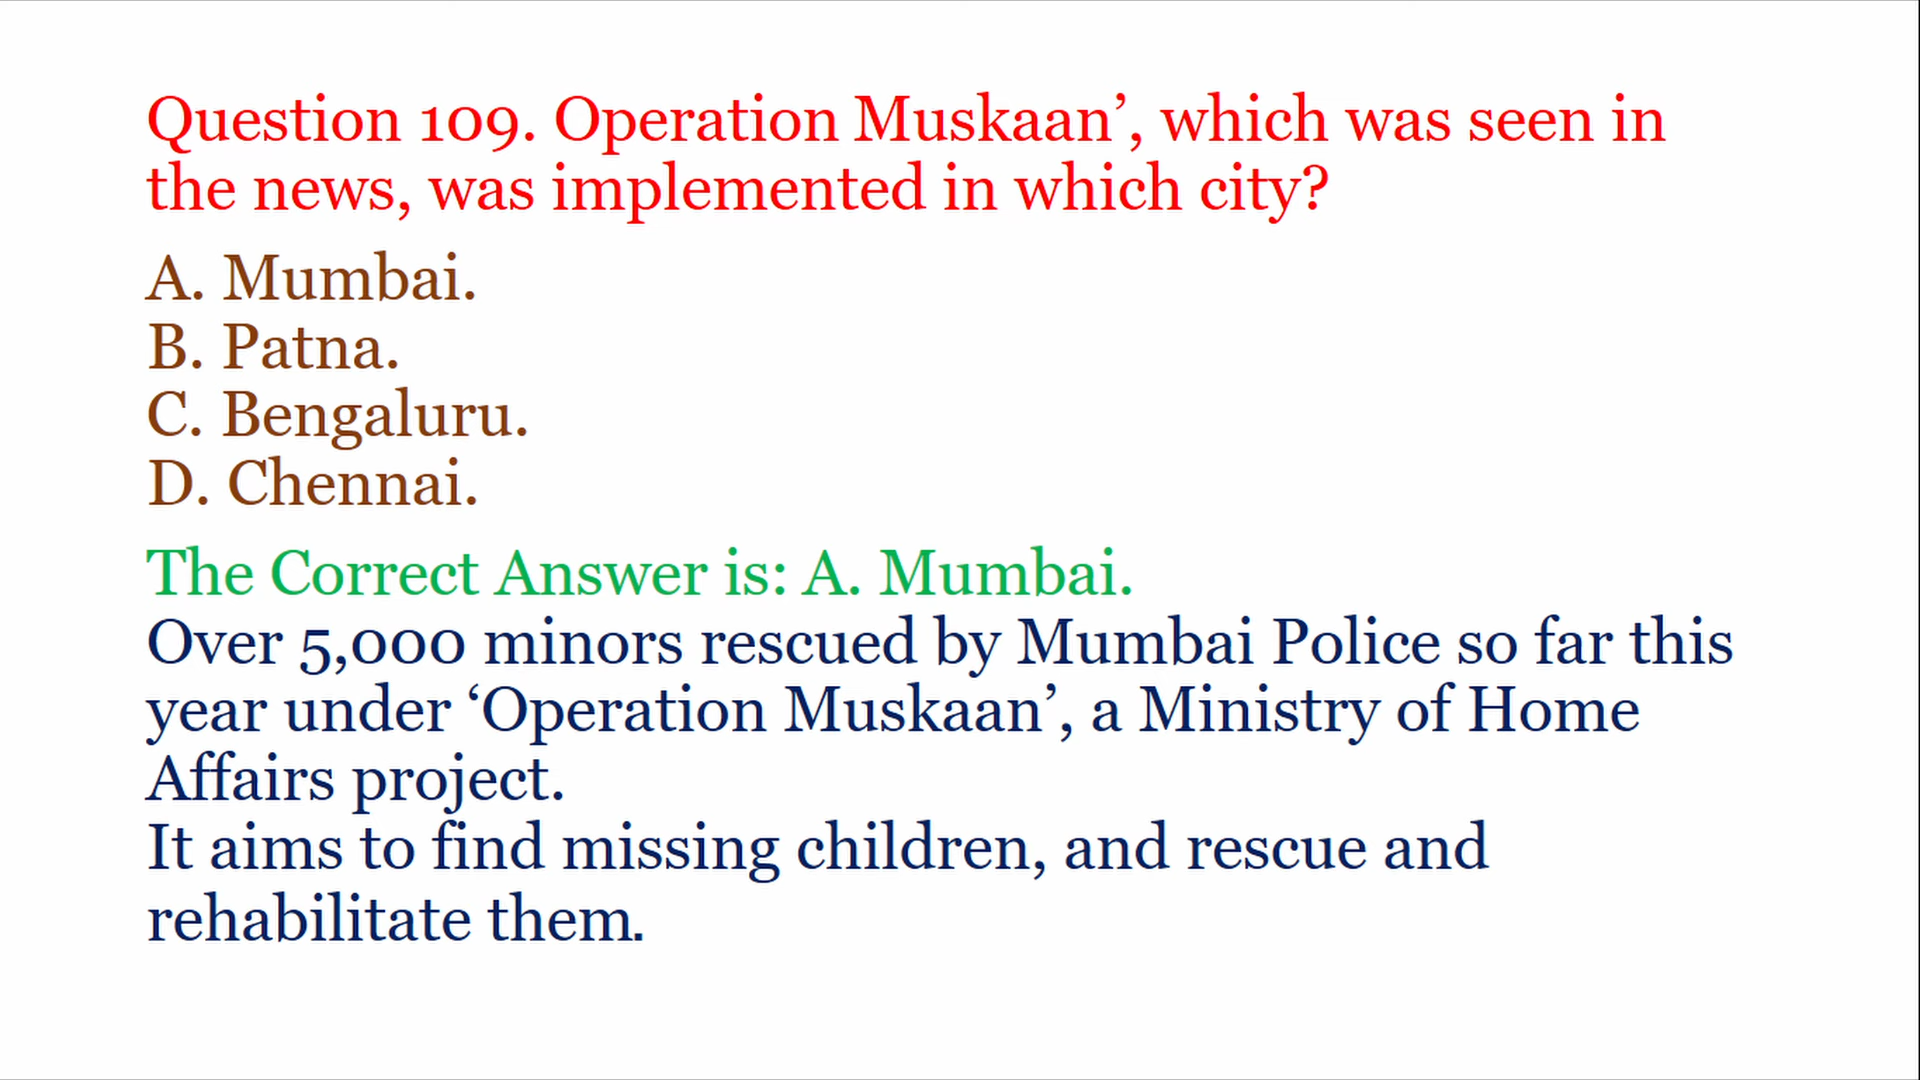 Question 109. Operation Muskaan’, which was seen in
the news, was implemented in which city?
A. Mumbai.
B. Patna.
C. Bengaluru.
D. Chennai.
The Correct Answer is: A. Mumbai.
Over 5,000 minors rescued by Mumbai Police so far this
year under ‘Operation Muskaan’, a Ministry of Home
Affairs project.
It aims to find missing children, and rescue and
rehabilitate them.